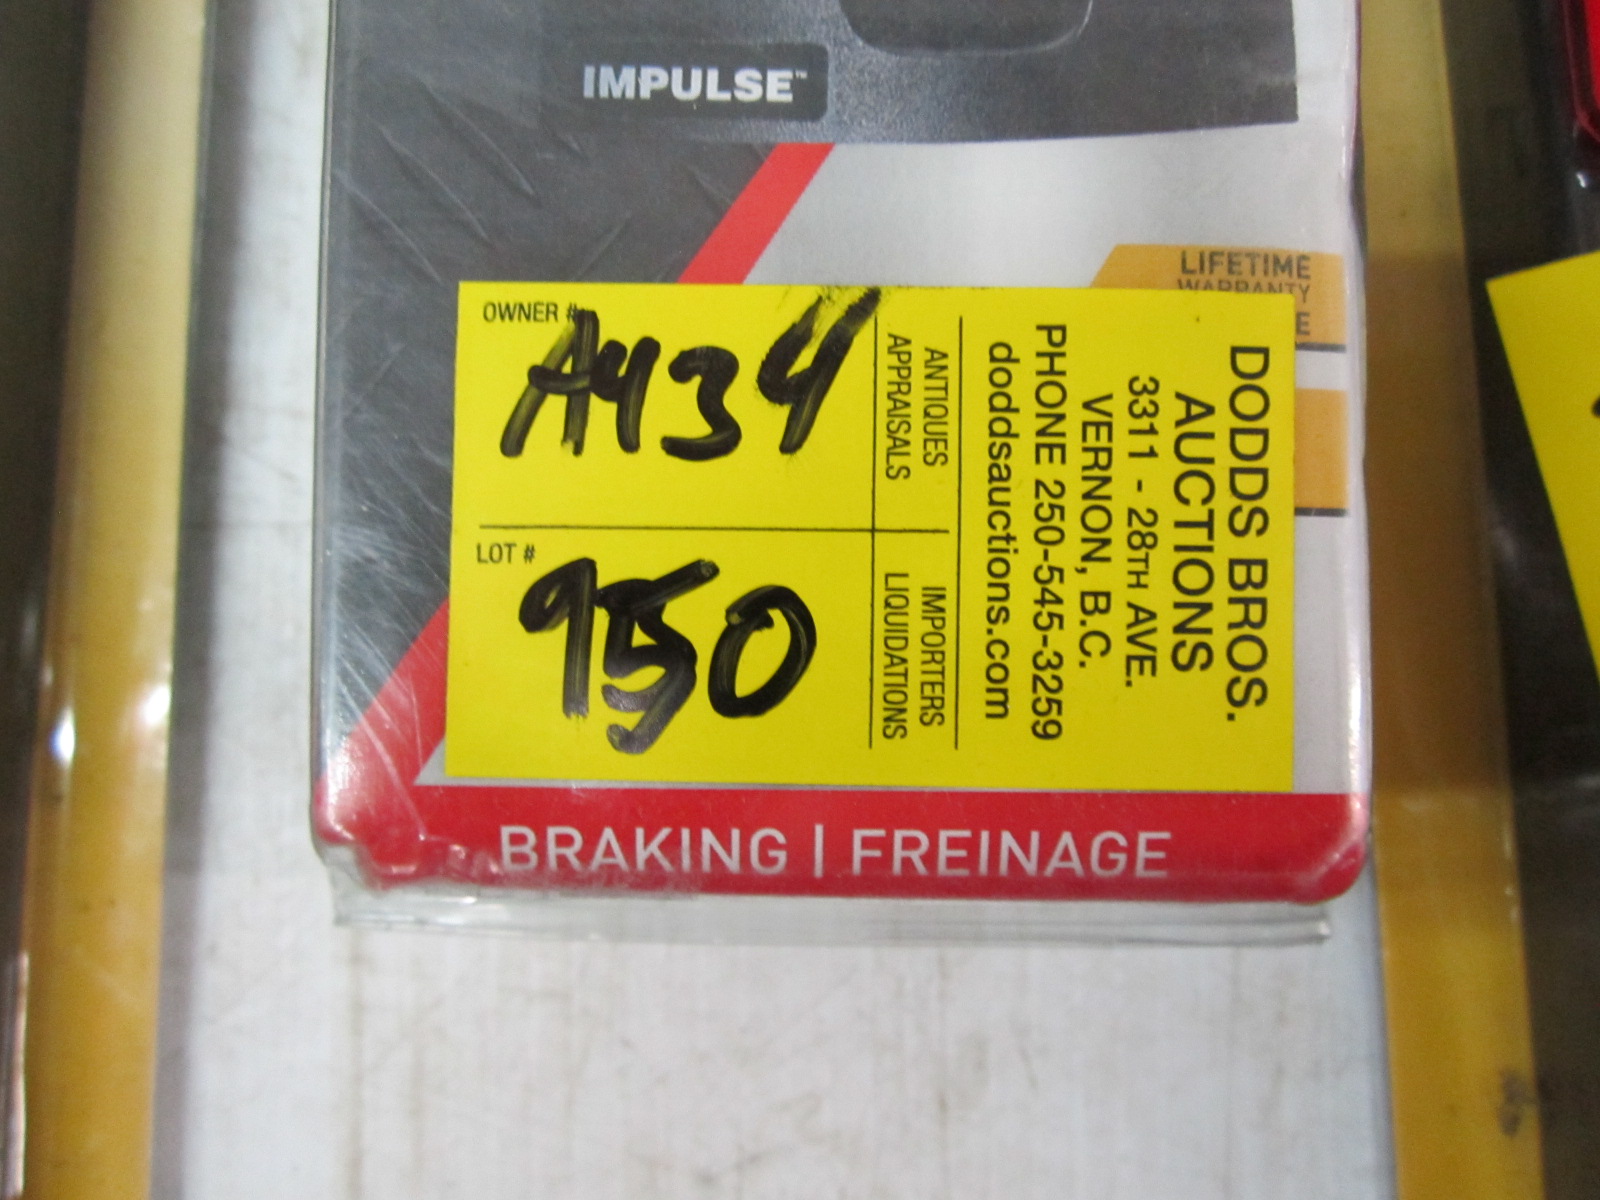 IMPULSE™
LIFETIME
WARRANTY
OWNER #
A434
LOT #
950
ANTIQUES
APPRAISALS
IMPORTERS
LIQUIDATIONS
DODDS BROS.
AUCTIONS
3311 - 28TH AVE.
VERNON, B.C.
PHONE 250-545-3259
doddsauctions.com
BRAKING | FREINAGE